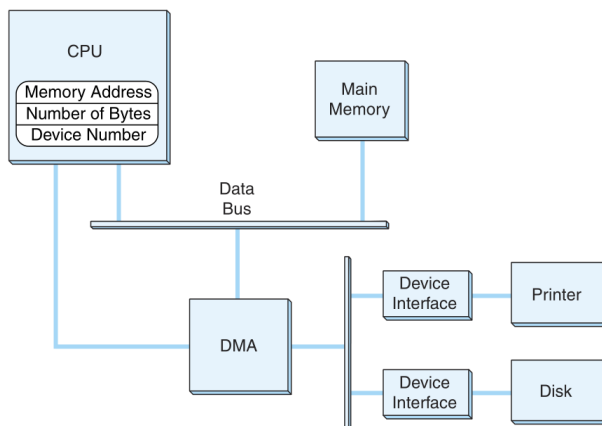 CPU
Memory Address
Number of Bytes
Device Number
Main
Memory
Data
Bus
DMA
Device
Interface
Printer
Device
Interface
Disk